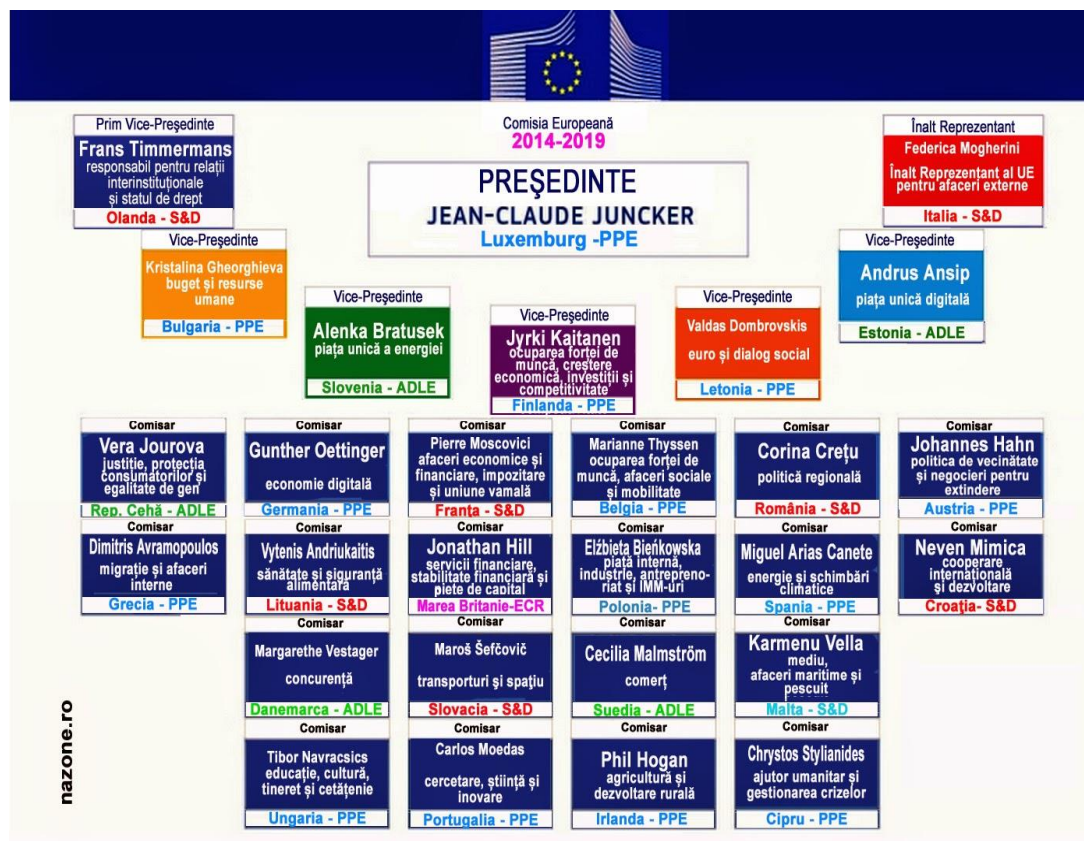 Comisia Europeană
2014-2019
PREŞEDINTE
JEAN-CLAUDE JUNCKER
Luxemburg -PPE
Prim Vice-Preşedinte
Frans Timmermans
responsabil pentru relații
interinstituționale
și statul de drept
Olanda - S&D
Înalt Reprezentant
Federica Mogherini
Înalt Reprezentant al UE
pentru afaceri externe
Italia - S&D
Vice-Preşedinte
Kristalina Gheorghieva
buget și resurse
umane
Bulgaria - PPE
Vice-Preşedinte
Alenka Bratusek
piața unică a energiei
Slovenia - ADLE
Vice-Preşedinte
Jyrki Kaitanen
ocuparea forței de
muncă, creștere
economică, investiții și
competitivitate
Finlanda - PPE
Vice-Preşedinte
Valdas Dombrovskis
euro și dialog social
Letonia - PPE
Vice-Preşedinte
Andrus Ansip
piața unică digitală
Estonia - ADLE
Comisar
Vera Jourova
justiție, protecția
consumatorilor și
egalitate de gen
Rep. Cehă - ADLE
Comisar
Gunther Oettinger
economie digitală
Germania - PPE
Comisar
Pierre Moscovici
afaceri economice și
financiare, impozitare
și uniune vamală
Franța - S&D
Comisar
Marianne Thyssen
ocuparea forței de
muncă, afaceri sociale
și mobilitate
Belgia - PPE
Comisar
Corina Crețu
politică regională
România - S&D
Comisar
Johannes Hahn
politica de vecinătate
și negocieri pentru
extindere
Austria - PPE
Comisar
Dimitris Avramopoulos
migrație și afaceri
interne
Grecia - PPE
Comisar
Vytenis Andriukaitis
sănătate și siguranță
alimentară
Lituania - S&D
Comisar
Jonathan Hill
servicii financiare,
stabilitate financiară și
piețe de capital
Marea Britanie-ECR
Comisar
Elżbieta Bieńkowska
piață internă,
industrie, antrepreno-
riat și IMM-uri
Polonia- PPE
Comisar
Miguel Arias Canete
energie și schimbări
climatice
Spania - PPE
Comisar
Neven Mimica
cooperare
internațională
și dezvoltare
Croaţia- S&D
Comisar
Margarethe Vestager
concurență
Danemarca - ADLE
Comisar
Maroš Šefčovič
transporturi și spațiu
Slovacia - S&D
Comisar
Cecilia Malmström
comerț
Suedia - ADLE
Comisar
Karmenu Vella
mediu,
afaceri maritime și
pescuit
Malta - S&D
Comisar
Tibor Navracsics
educație, cultură,
tineret și cetățenie
Ungaria - PPE
Comisar
Carlos Moedas
cercetare, știință și
inovare
Portugalia - PPE
Comisar
Phil Hogan
agricultură și
dezvoltare rurală
Irlanda - PPE
Comisar
Chrystos Stylianides
ajutor umanitar și
gestionarea crizelor
Cipru - PPE
nazone.ro